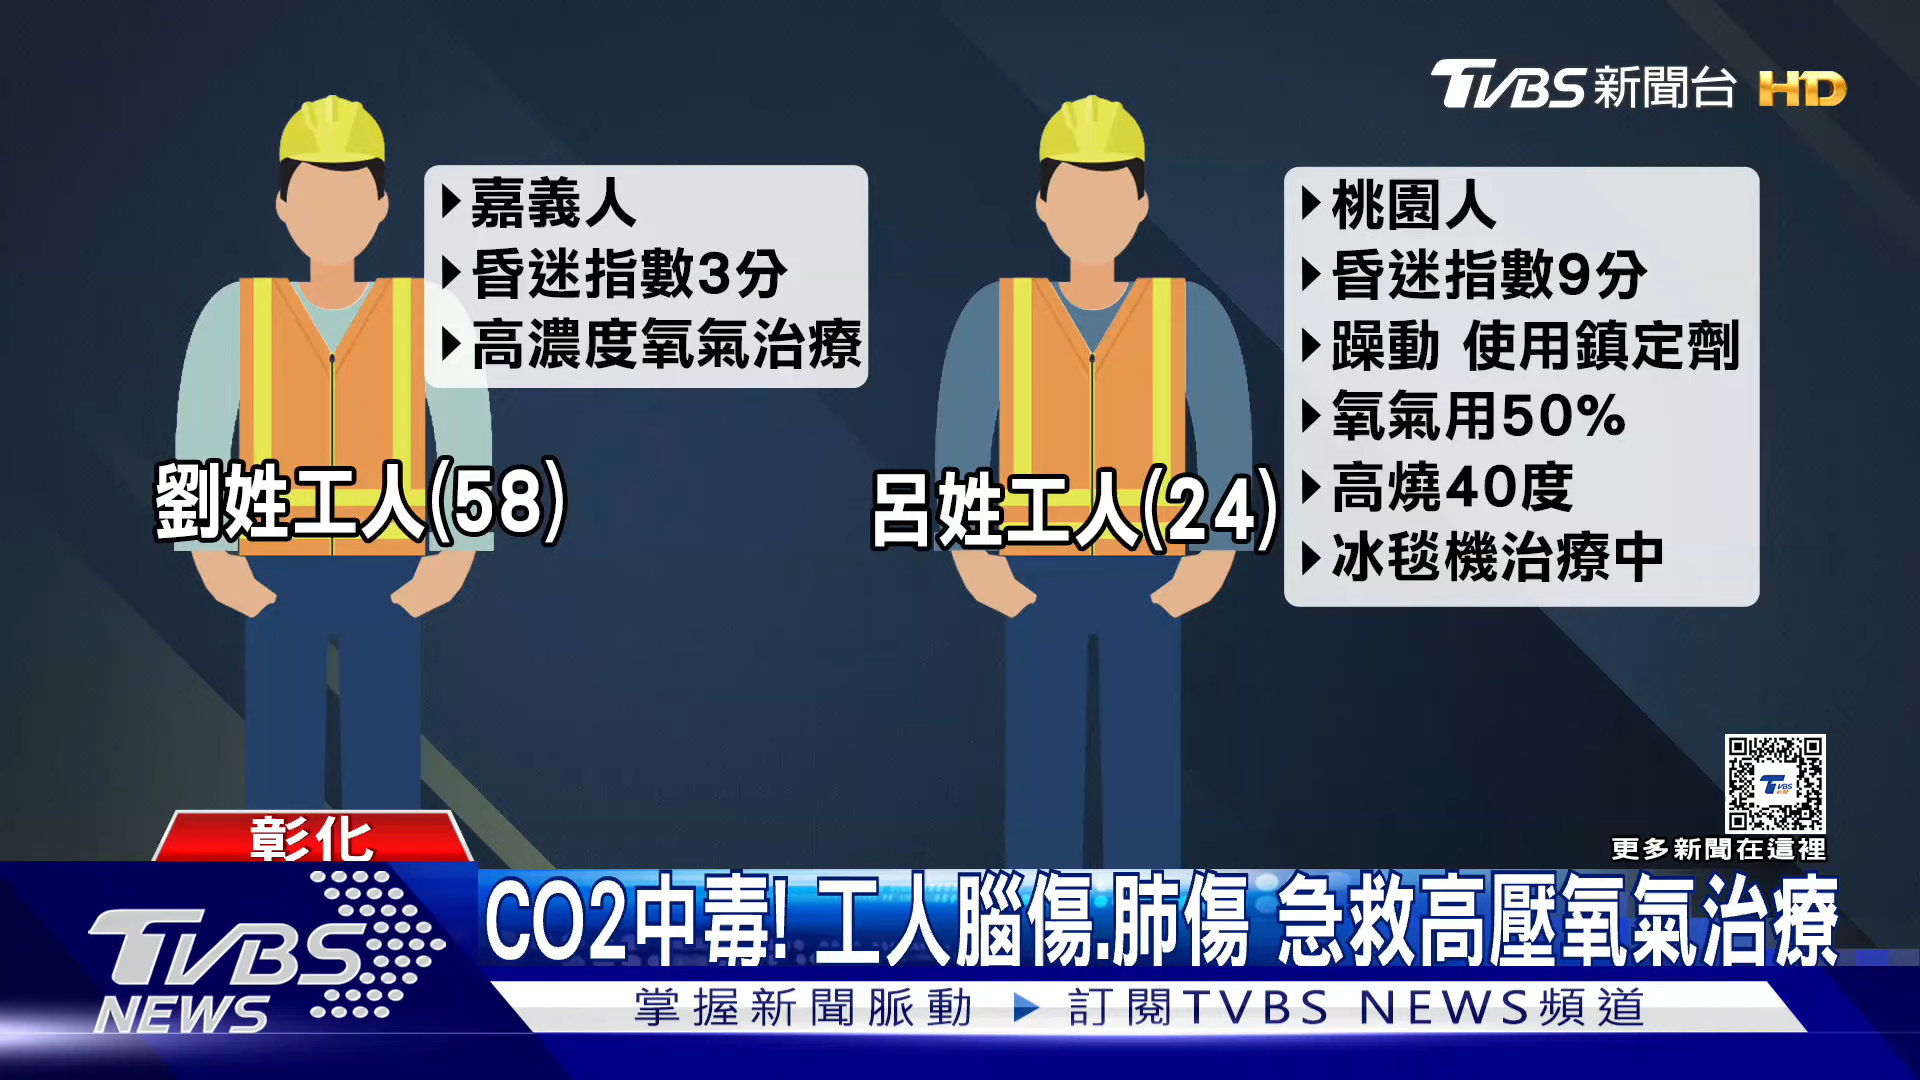 TVBS新聞台 HD
嘉義人
昏迷指數3分
高濃度氧氣治療
劉姓工人(58)
桃園人
昏迷指數9分
躁動 使用鎮定劑
氧氣用50%
高燒40度
冰毯機治療中
呂姓工人(24)
TVBS
新聞
更多新聞在這裡
彰化
CO2中毒! 工人腦傷.肺傷 急救高壓氧氣治療
TVBS
NEWS
掌握新聞脈動 ▶ 訂閱TVBS NEWS頻道